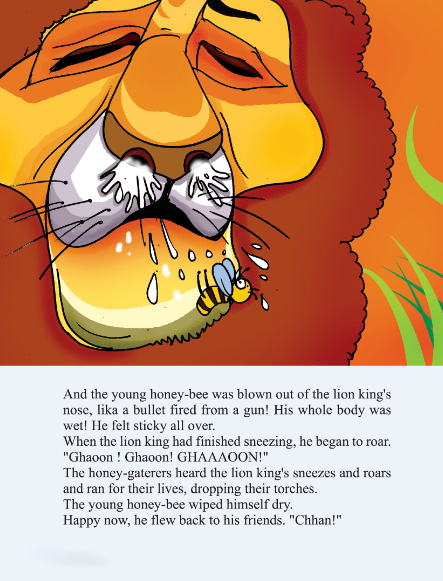 And the young honey-bee was blown out of the lion king's
nose, lika a bullet fired from a gun! His whole body was
wet! He felt sticky all over.
When the lion king had finished sneezing, he began to roar.
"Ghaoon ! Ghaoon! GHAAAOON!"
The honey-gaterers heard the lion king's sneezes and roars
and ran for their lives, dropping their torches.
The young honey-bee wiped himself dry.
Happy now, he flew back to his friends. "Chhan!"